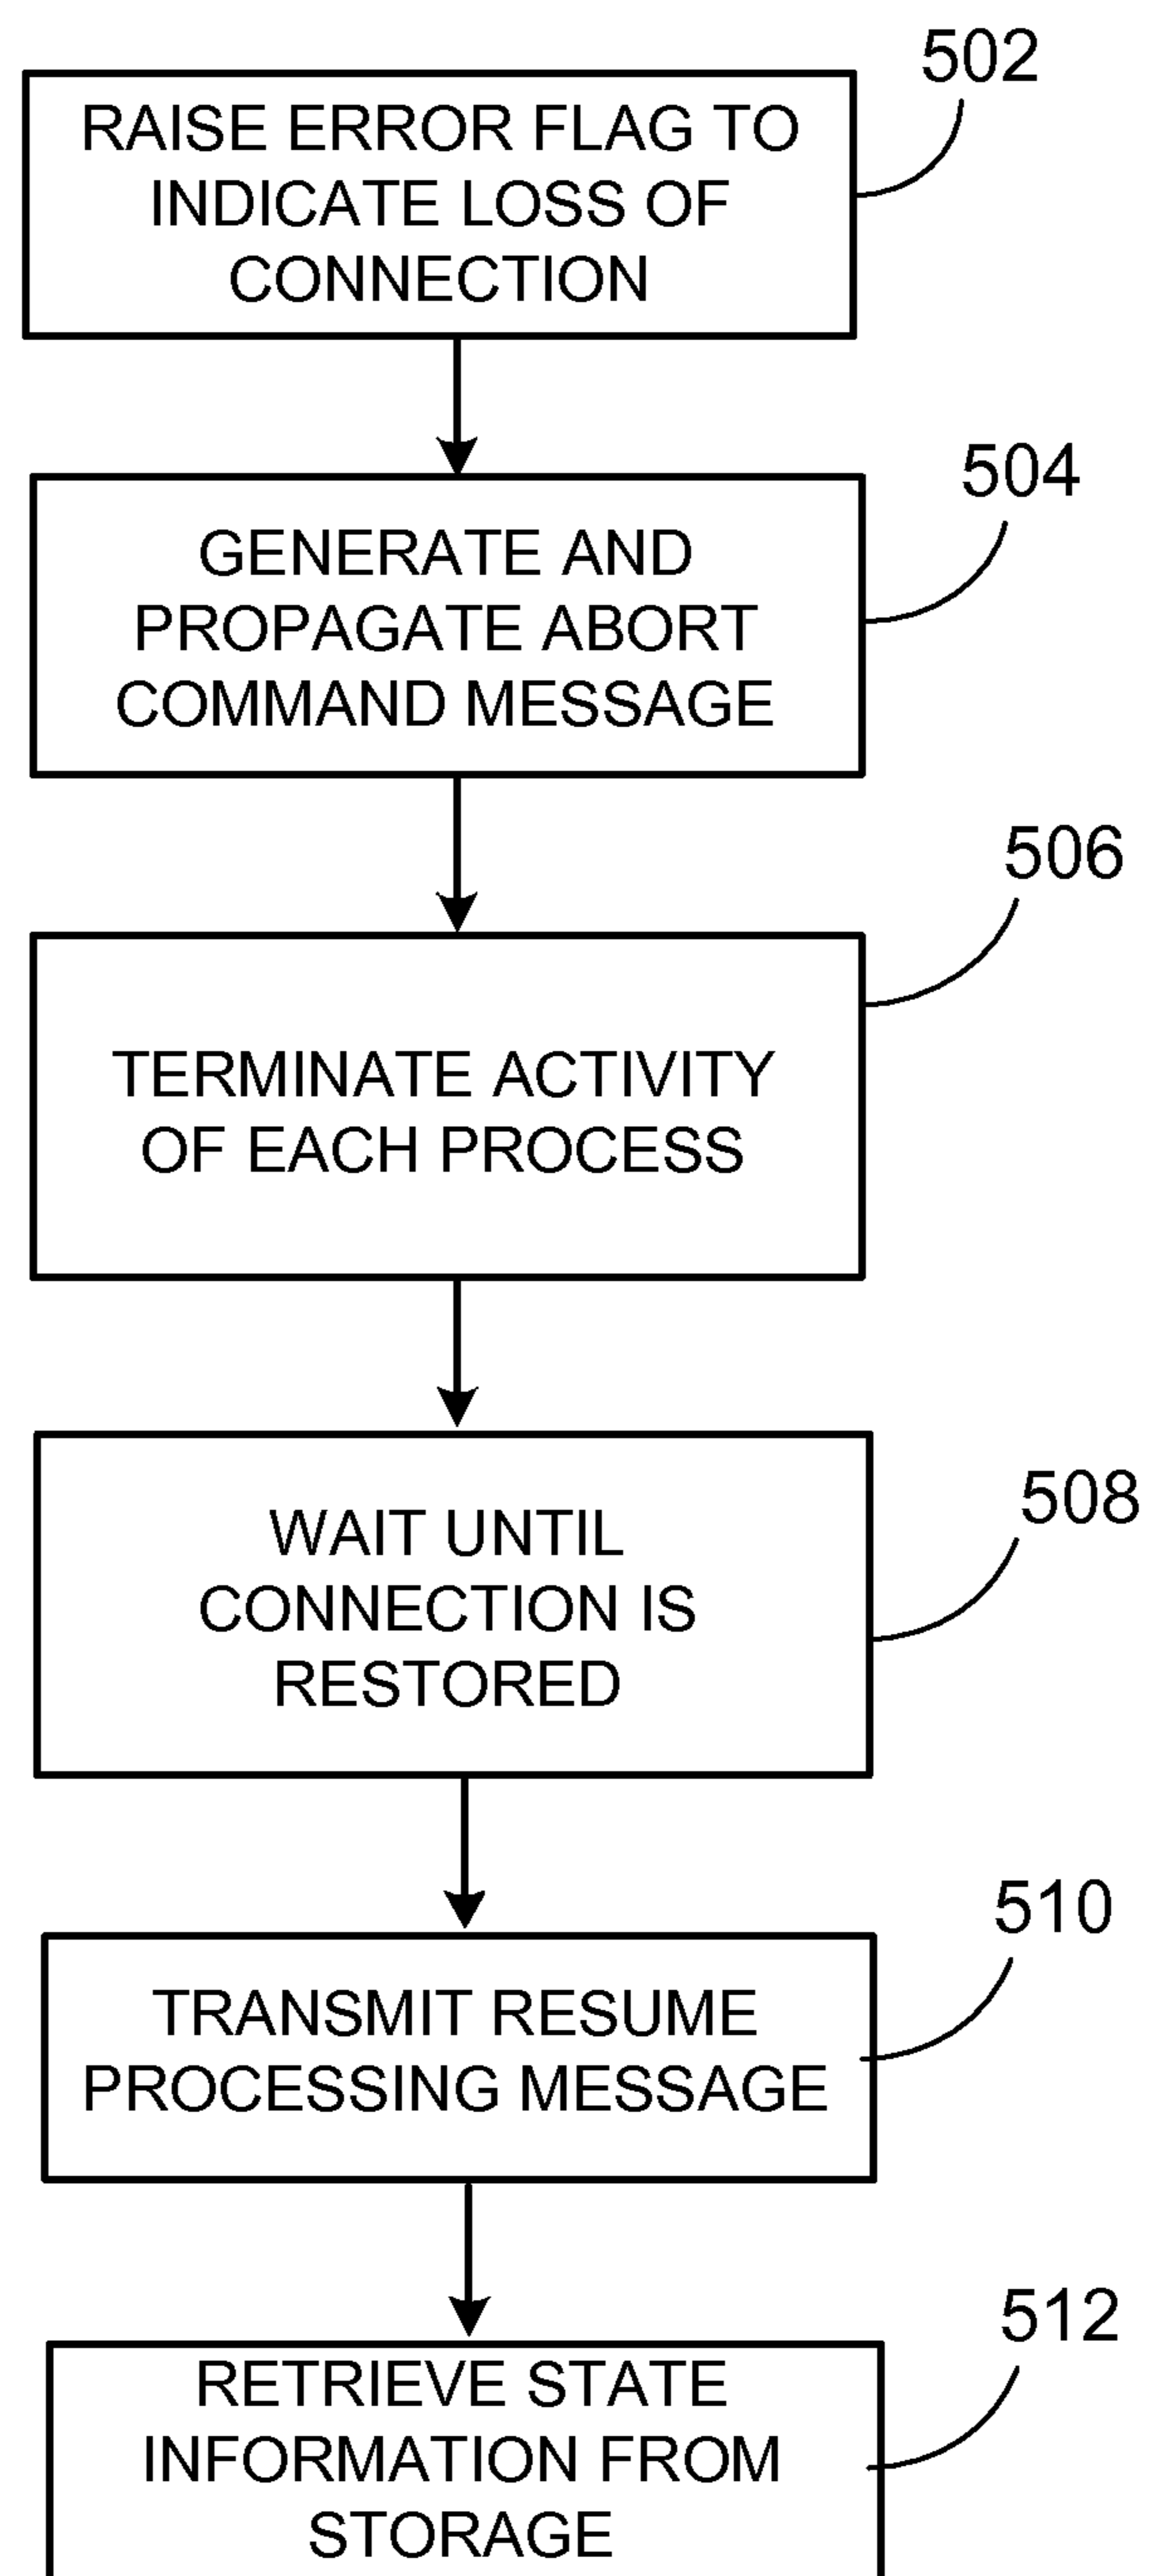 502
RAISE ERROR FLAG TO
INDICATE LOSS OF
CONNECTION
504
GENERATE AND
PROPAGATE ABORT
COMMAND MESSAGE
506
TERMINATE ACTIVITY
OF EACH PROCESS
508
WAIT UNTIL
CONNECTION IS
RESTORED
510
TRANSMIT RESUME
PROCESSING MESSAGE
512
RETRIEVE STATE
INFORMATION FROM
STORAGE